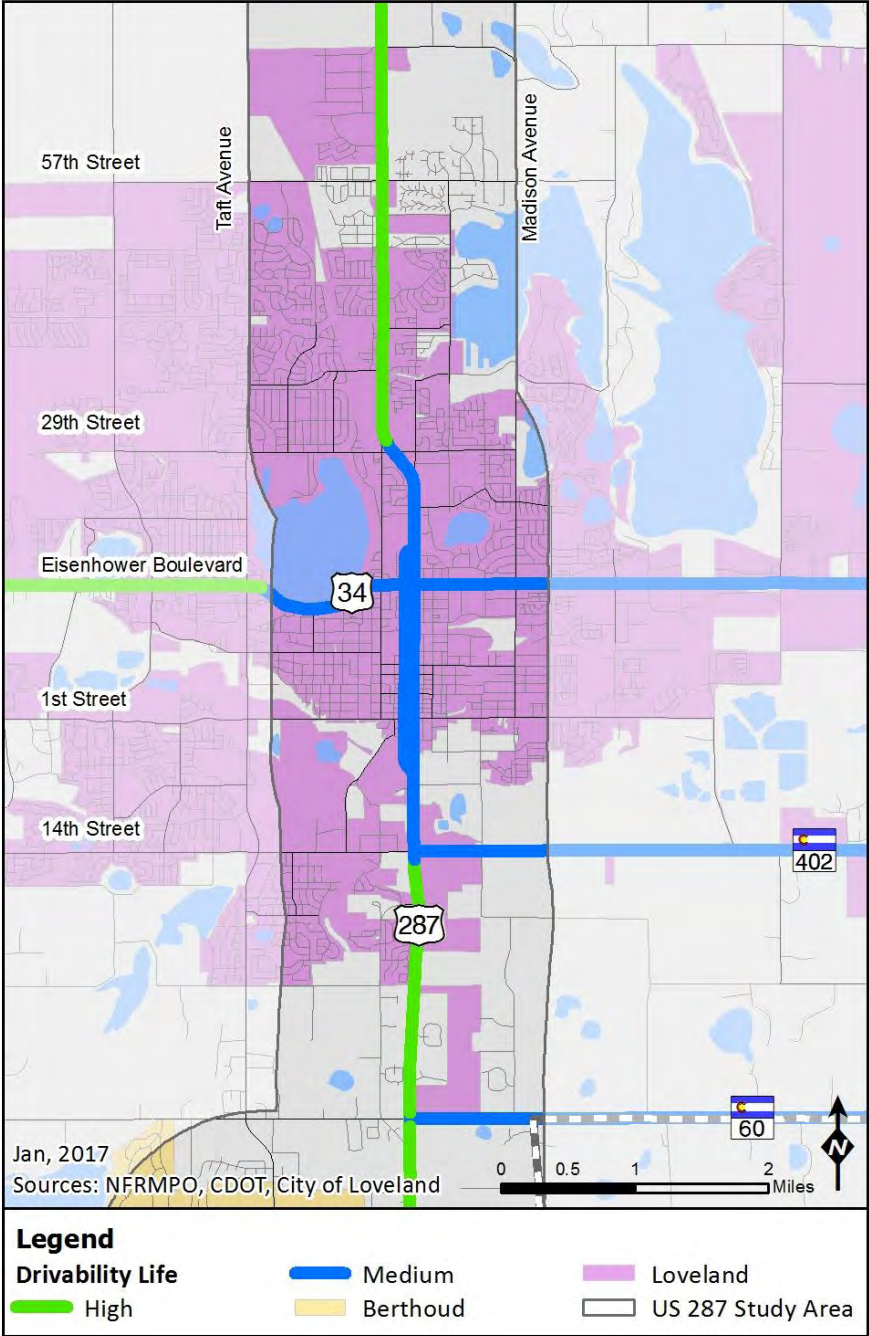 57th Street
Taft Avenue
Madison Avenue
29th Street
Eisenhower Boulevard
34
1st Street
14th Street
C
402
287
C
60
N
Jan, 2017
Sources: NFRMPO, CDOT, City of Loveland
0 0.5 1 2
Miles
Legend
Drivability Life
High
Medium
Berthoud
Loveland
US 287 Study Area